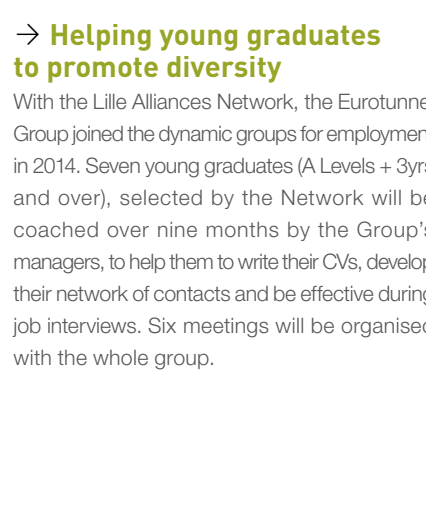 → Helping young graduates
to promote diversity
With the Lille Alliances Network, the Eurotunne
Group joined the dynamic groups for employmen
in 2014. Seven young graduates (A Levels + 3yrs
and over), selected by the Network will be
coached over nine months by the Group's
managers, to help them to write their CVs, develop
their network of contacts and be effective during
job interviews. Six meetings will be organised
with the whole group.